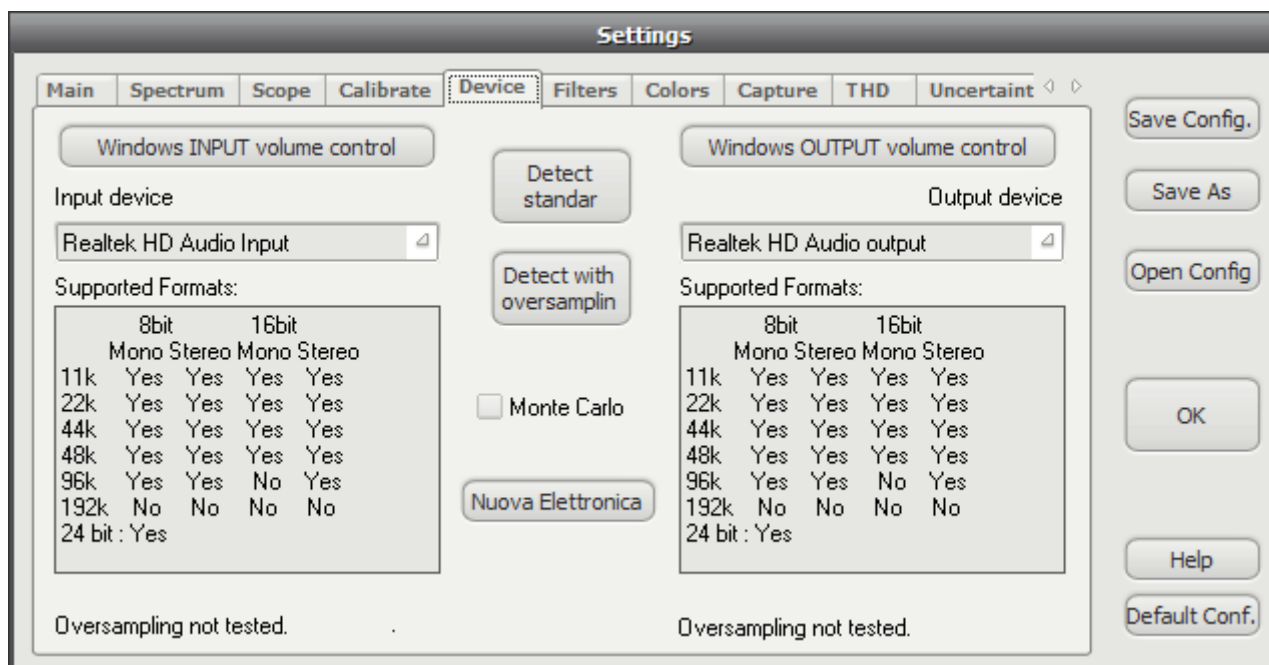 Settings
Main Spectrum Scope Calibrate Device Filters Colors Capture THD Uncertaint
Windows INPUT volume control
Input device
Realtek HD Audio Input
Supported Formats:
8bit 16bit
Mono Stereo Mono Stereo
11k Yes Yes Yes Yes
22k Yes Yes Yes Yes
44k Yes Yes Yes Yes
48k Yes Yes Yes Yes
96k Yes Yes No Yes
192k No No No No
24 bit : Yes
Oversampling not tested. .
Detect
standar
Detect with
oversamplin
Monte Carlo
Nuova Elettronica
Windows OUTPUT volume control
Output device
Realtek HD Audio output
Supported Formats:
8bit 16bit
Mono Stereo Mono Stereo
11k Yes Yes Yes Yes
22k Yes Yes Yes Yes
44k Yes Yes Yes Yes
48k Yes Yes Yes Yes
96k Yes Yes No Yes
192k No No No No
24 bit : Yes
Oversampling not tested.
Save Config.
Save As
Open Config
OK
Help
Default Conf.